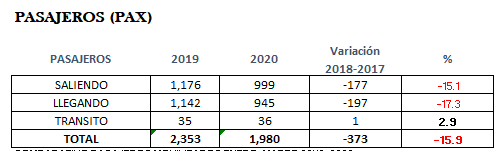 PASAJEROS (PAX)
PASAJEROS 2019 2020 Variación 2018-2017 %
SALIENDO 1,176 999 -177 -15.1
LLEGANDO 1,142 945 -197 -17.3
TRANSITO 35 36 1 2.9
TOTAL 2,353 1,980 -373 -15.9